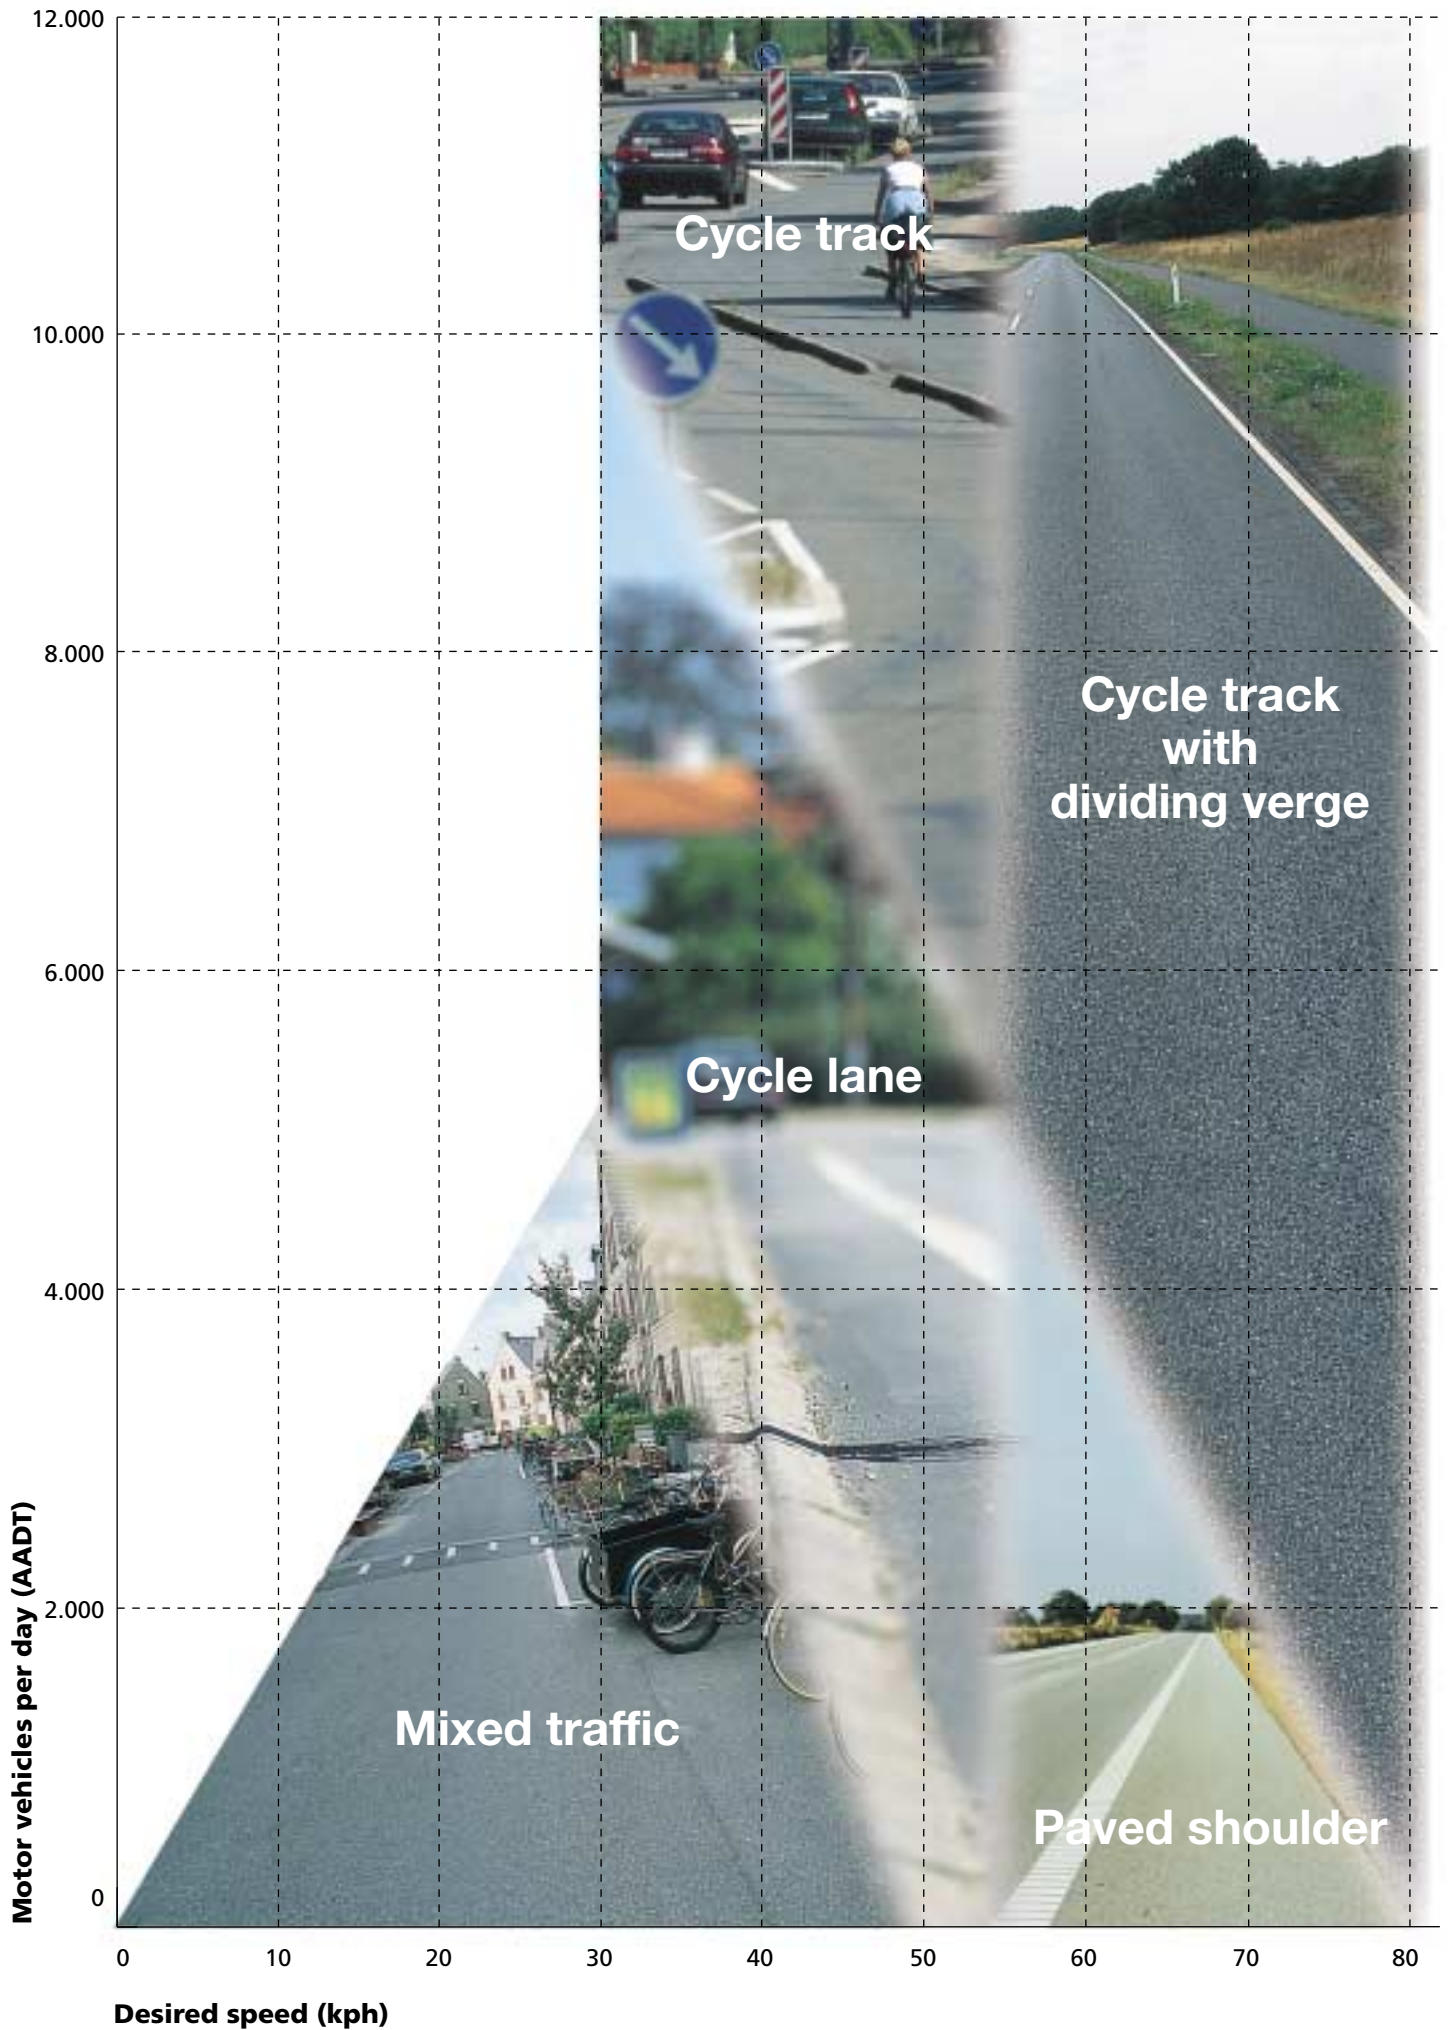 12.000
10.000
8.000
6.000
4.000
2.000
0
Motor vehicles per day (AADT)
Cycle track
Cycle track
with
dividing verge
Cycle lane
Mixed traffic
Paved shoulder
0 10 20 30 40 50 60 70 80
Desired speed (kph)